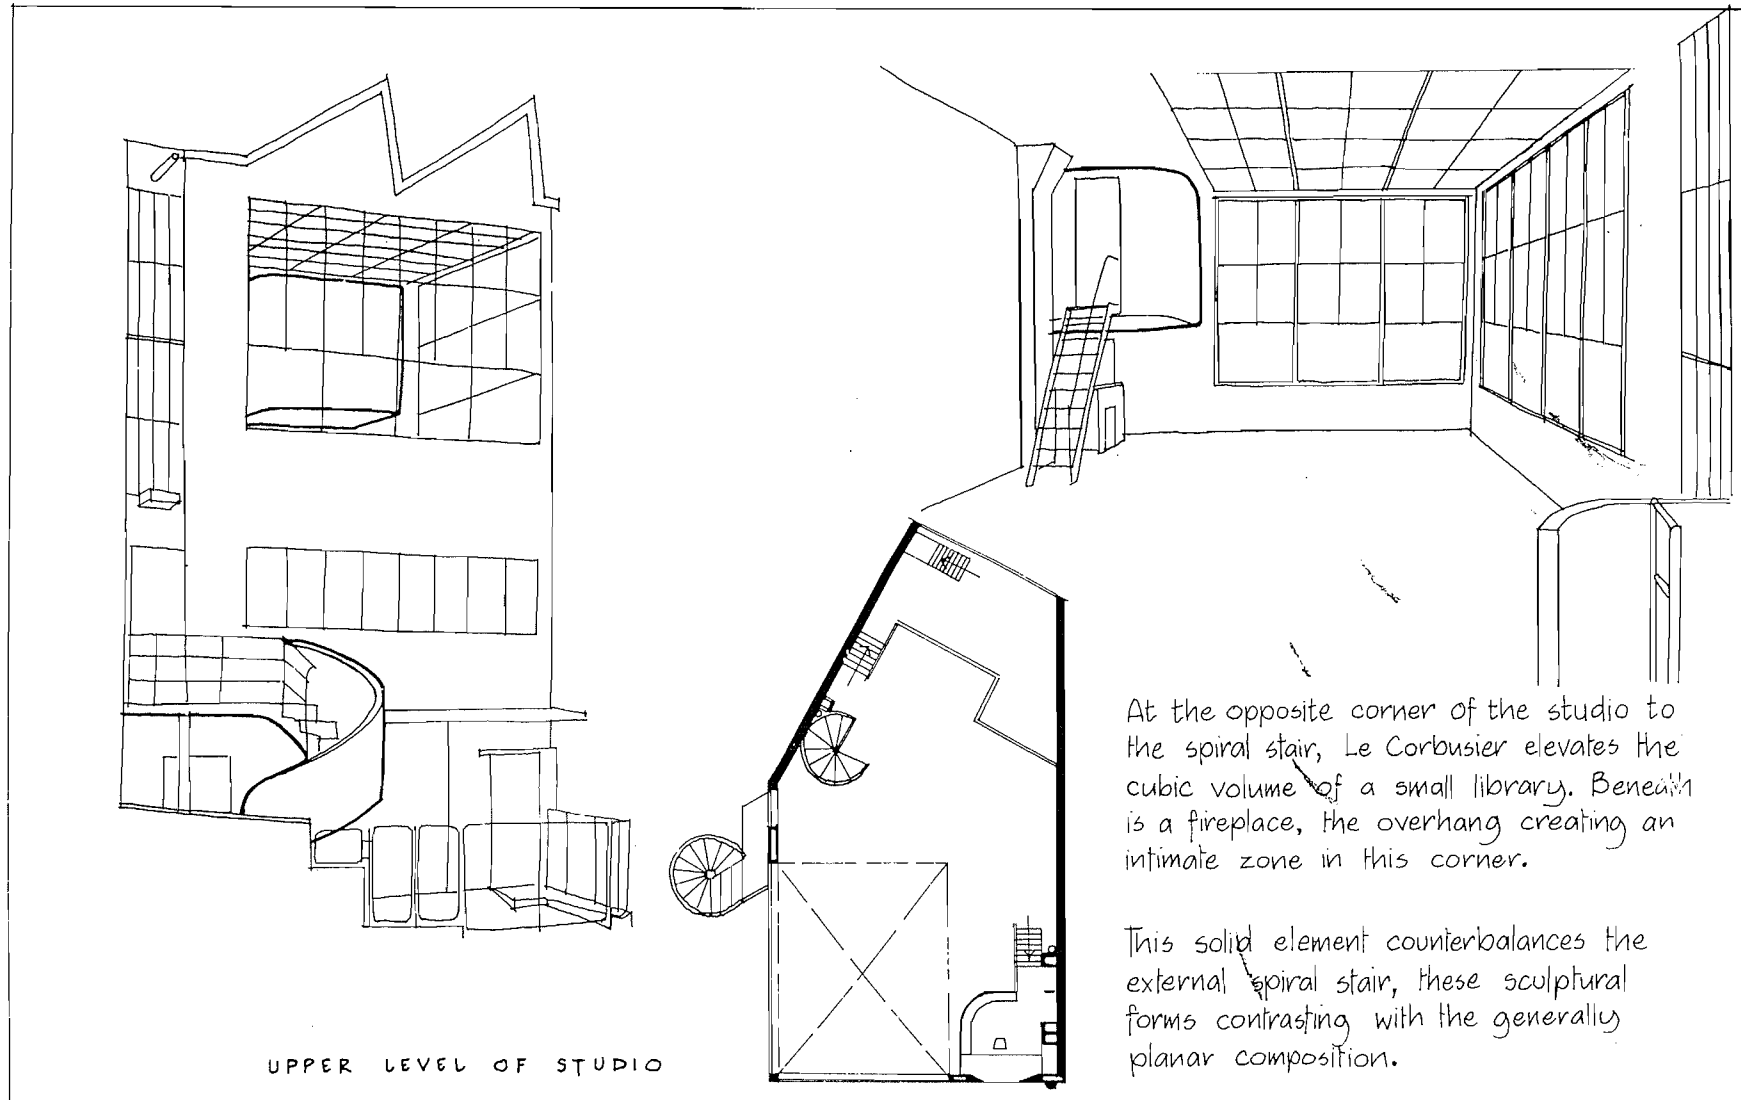 At the opposite corner of the studio to
the spiral stair, Le Corbusier elevates the
cubic volume of a small library. Beneath
is a fireplace, the overhang creating an
intimate zone in this corner.
This solid element counterbalances the
external spiral stair, these sculptural
forms contrasting with the generally
planar composition.
UPPER LEVEL OF STUDIO